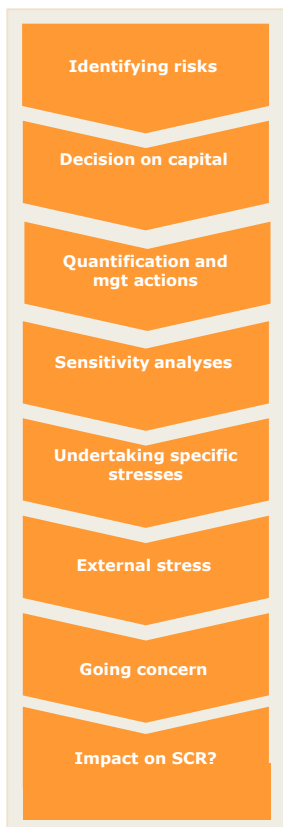 Identifying risks
Decision on capital
Quantification and
mgt actions
Sensitivity analyses
Undertaking specific
stresses
External stress
Going concern
Impact on SCR?